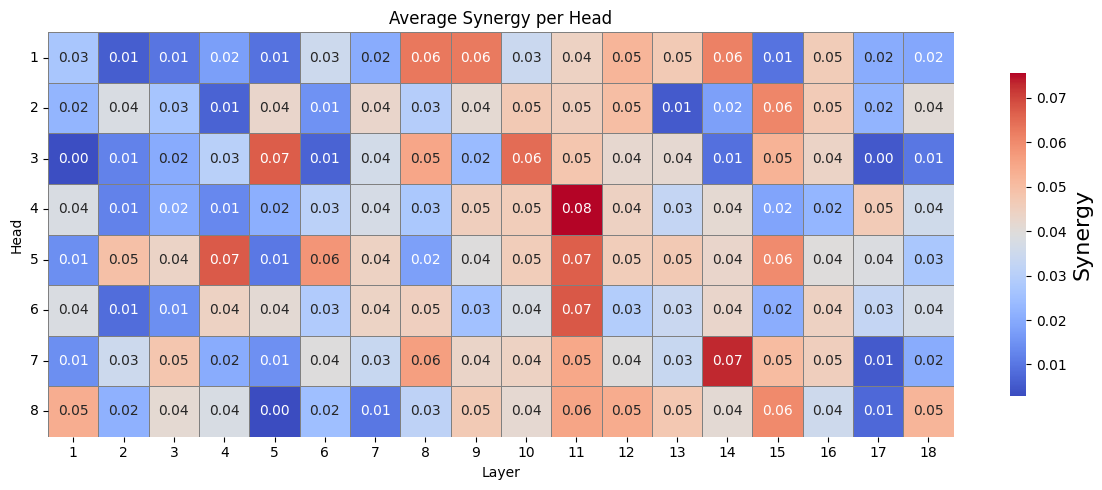 Average Synergy per Head
1 0.03 0.01 0.01 0.02 0.01 0.03 0.02 0.06 0.06 0.03 0.04 0.05 0.05 0.06 0.01 0.05 0.02 0.02
2 0.02 0.04 0.03 0.01 0.04 0.01 0.04 0.03 0.04 0.05 0.05 0.05 0.01 0.02 0.06 0.05 0.02 0.04
3 0.00 0.01 0.02 0.03 0.07 0.01 0.04 0.05 0.02 0.06 0.05 0.04 0.04 0.01 0.05 0.04 0.00 0.01
4 0.04 0.01 0.02 0.01 0.02 0.03 0.04 0.03 0.05 0.05 0.08 0.04 0.03 0.04 0.02 0.02 0.05 0.04
5 0.01 0.05 0.04 0.07 0.01 0.06 0.04 0.02 0.04 0.05 0.07 0.05 0.05 0.04 0.06 0.04 0.04 0.03
6 0.04 0.01 0.01 0.04 0.04 0.03 0.04 0.05 0.03 0.04 0.07 0.03 0.03 0.04 0.02 0.04 0.03 0.04
7 0.01 0.03 0.05 0.02 0.01 0.04 0.03 0.06 0.04 0.04 0.05 0.04 0.03 0.07 0.05 0.05 0.01 0.02
8 0.05 0.02 0.04 0.04 0.00 0.02 0.01 0.03 0.05 0.04 0.06 0.05 0.05 0.04 0.06 0.04 0.01 0.05
1 2 3 4 5 6 7 8 9 10 11 12 13 14 15 16 17 18
Layer
Head
0.07
0.06
0.05
0.04
0.03
0.02
0.01
Synergy